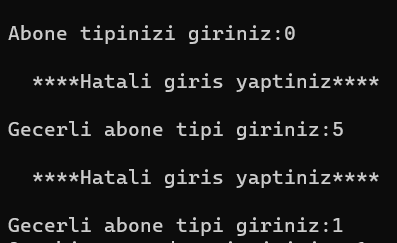 Abone tipinizi giriniz:0
****Hatali giris yaptiniz****
Gecerli abone tipi giriniz:5
****Hatali giris yaptiniz****
Gecerli abone tipi giriniz:1